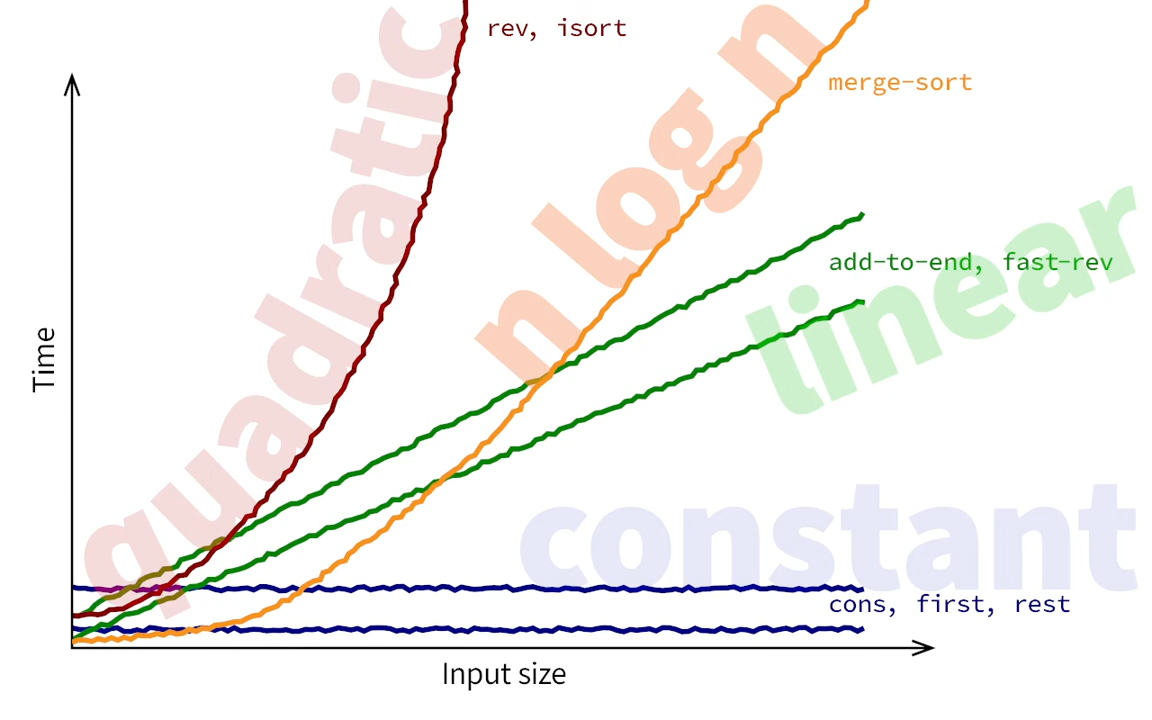 rev, isort
merge-sort
quadratic
n log n
add-to-end, fast-rev
linear
constant
cons, first, rest
Time
Input size